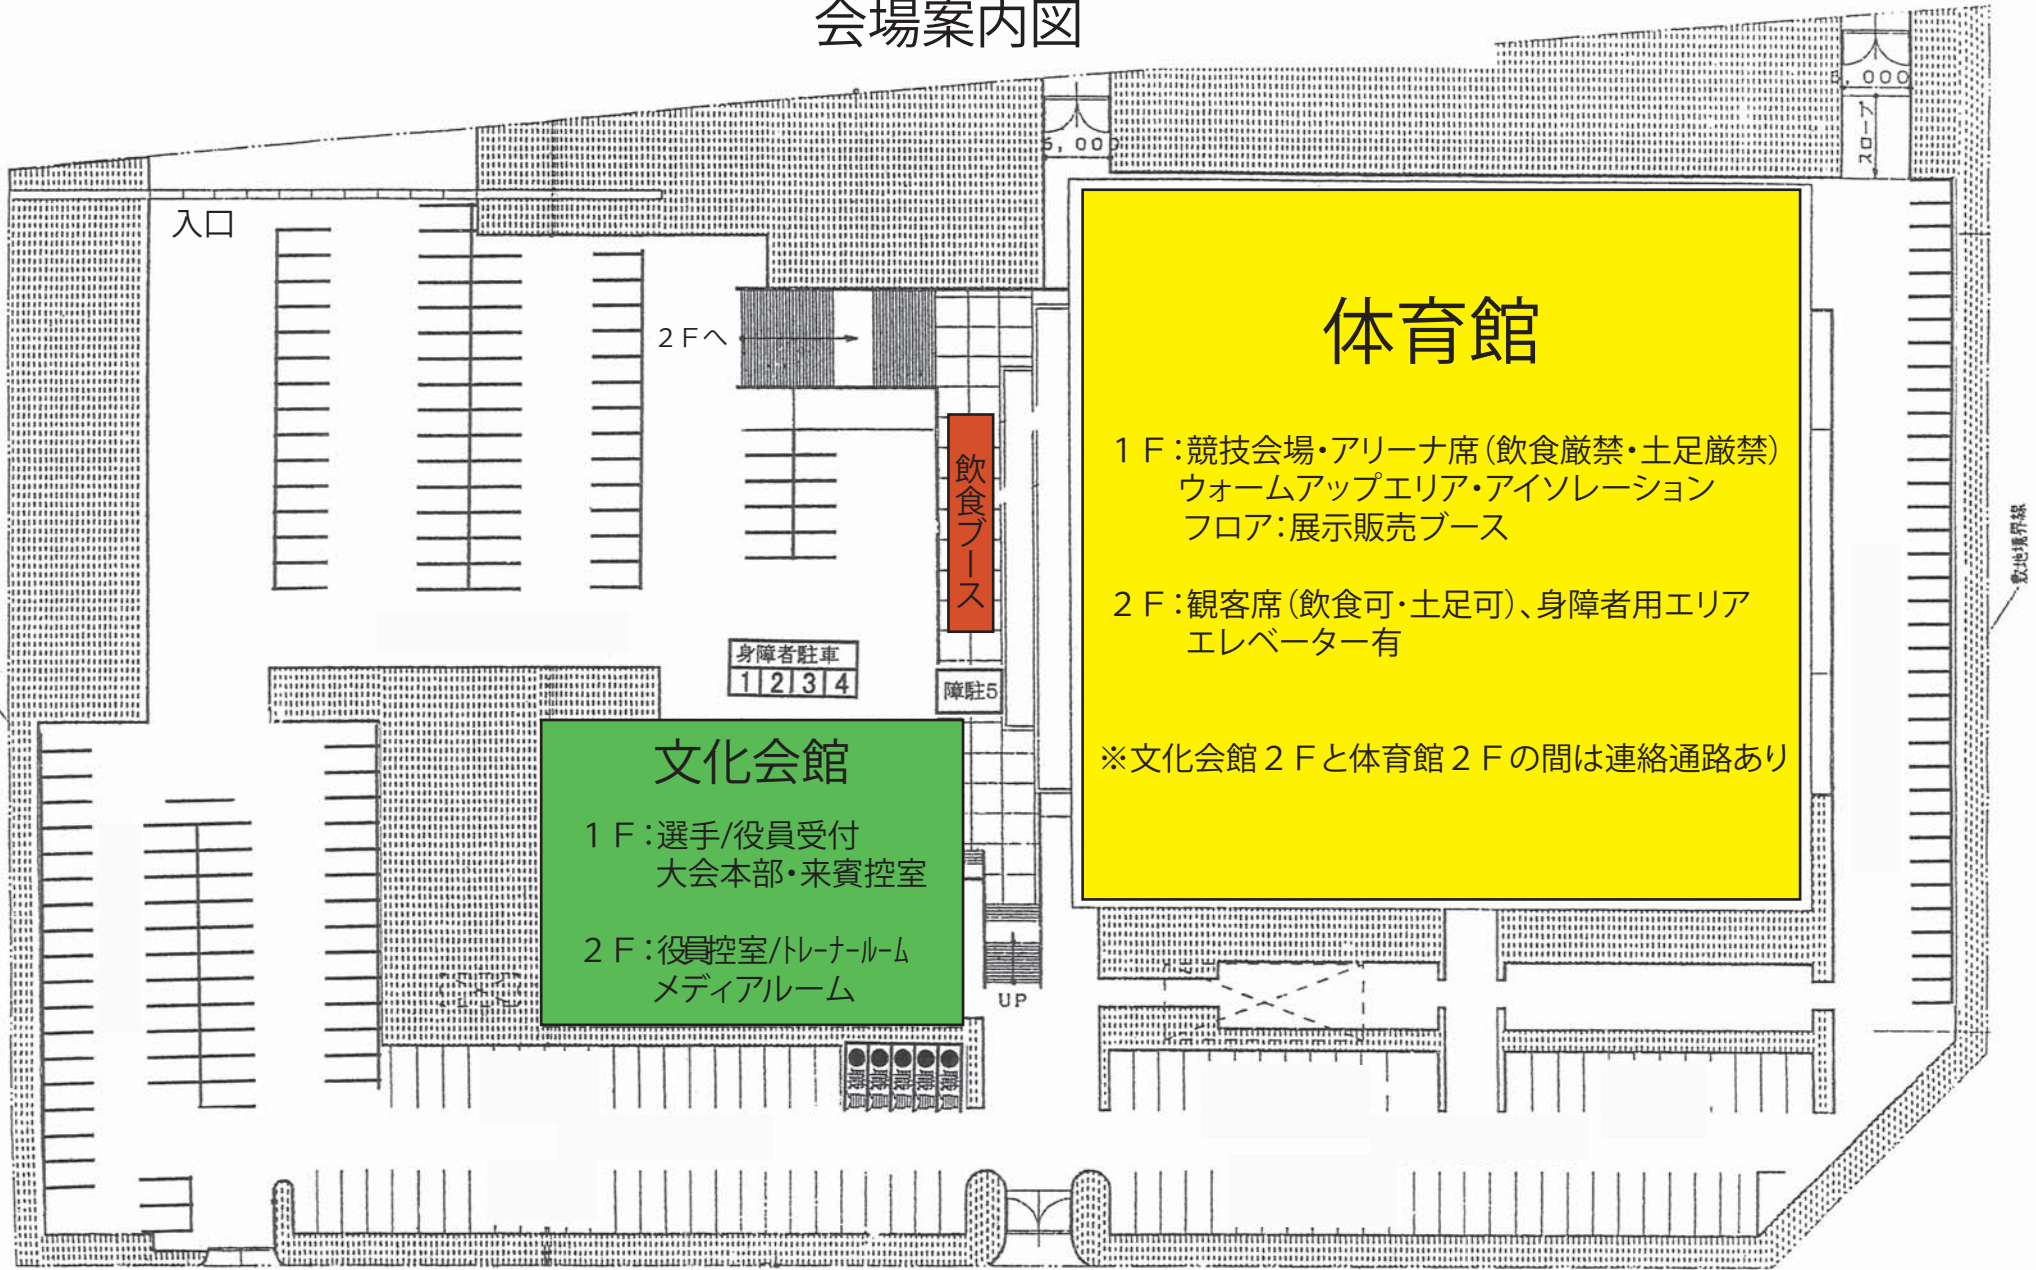 会場案内図
8,000
スロープ
5,000
入口
2Fへ
体育館
1F：競技会場・アリーナ席（飲食厳禁・土足厳禁）
ウォームアップエリア・アイソレーション
フロア：展示販売ブース
2F：観客席（飲食可・土足可）、身障者用エリア
エレベーター有
※文化会館2Fと体育館2Fの間は連絡通路あり
飲食ブース
敷地境界線
身障者駐車
1 2 3 4
障駐5
文化会館
1F：選手/役員受付
大会本部・来賓控室
2F：役員控室/トレーナールーム
メディアルーム
UP
●職員 ●職員 ●職員 ●職員 ●職員